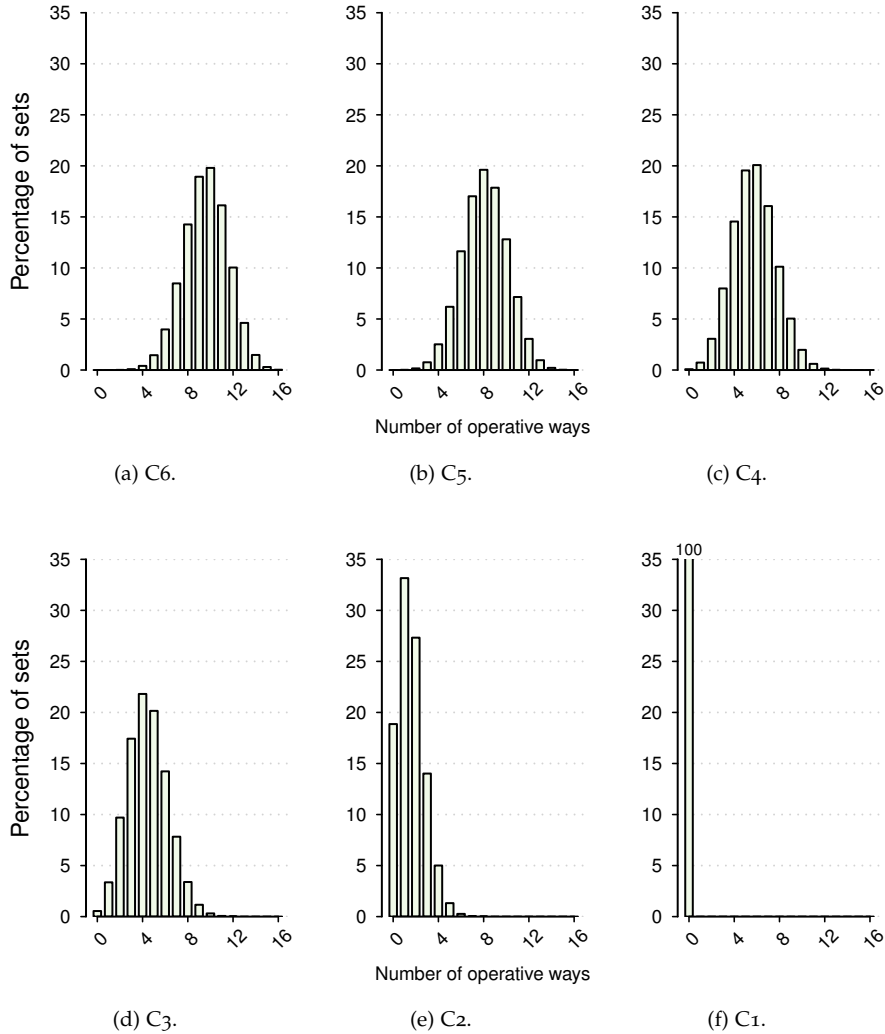 35 35 35
30 30 30
25 25 25
20 20 20
15 15 15
10 10 10
5 5 5
0 0 0
Percentage of sets
0 4 8 12 16 0 4 8 12 16 0 4 8 12 16
Number of operative ways
(a) C6. (b) C5. (c) C4.
100
35 35 35
30 30 30
25 25 25
20 20 20
15 15 15
10 10 10
5 5 5
0 0 0
Percentage of sets
0 4 8 12 16 0 4 8 12 16 0 4 8 12 16
Number of operative ways
(d) C3. (e) C2. (f) C1.